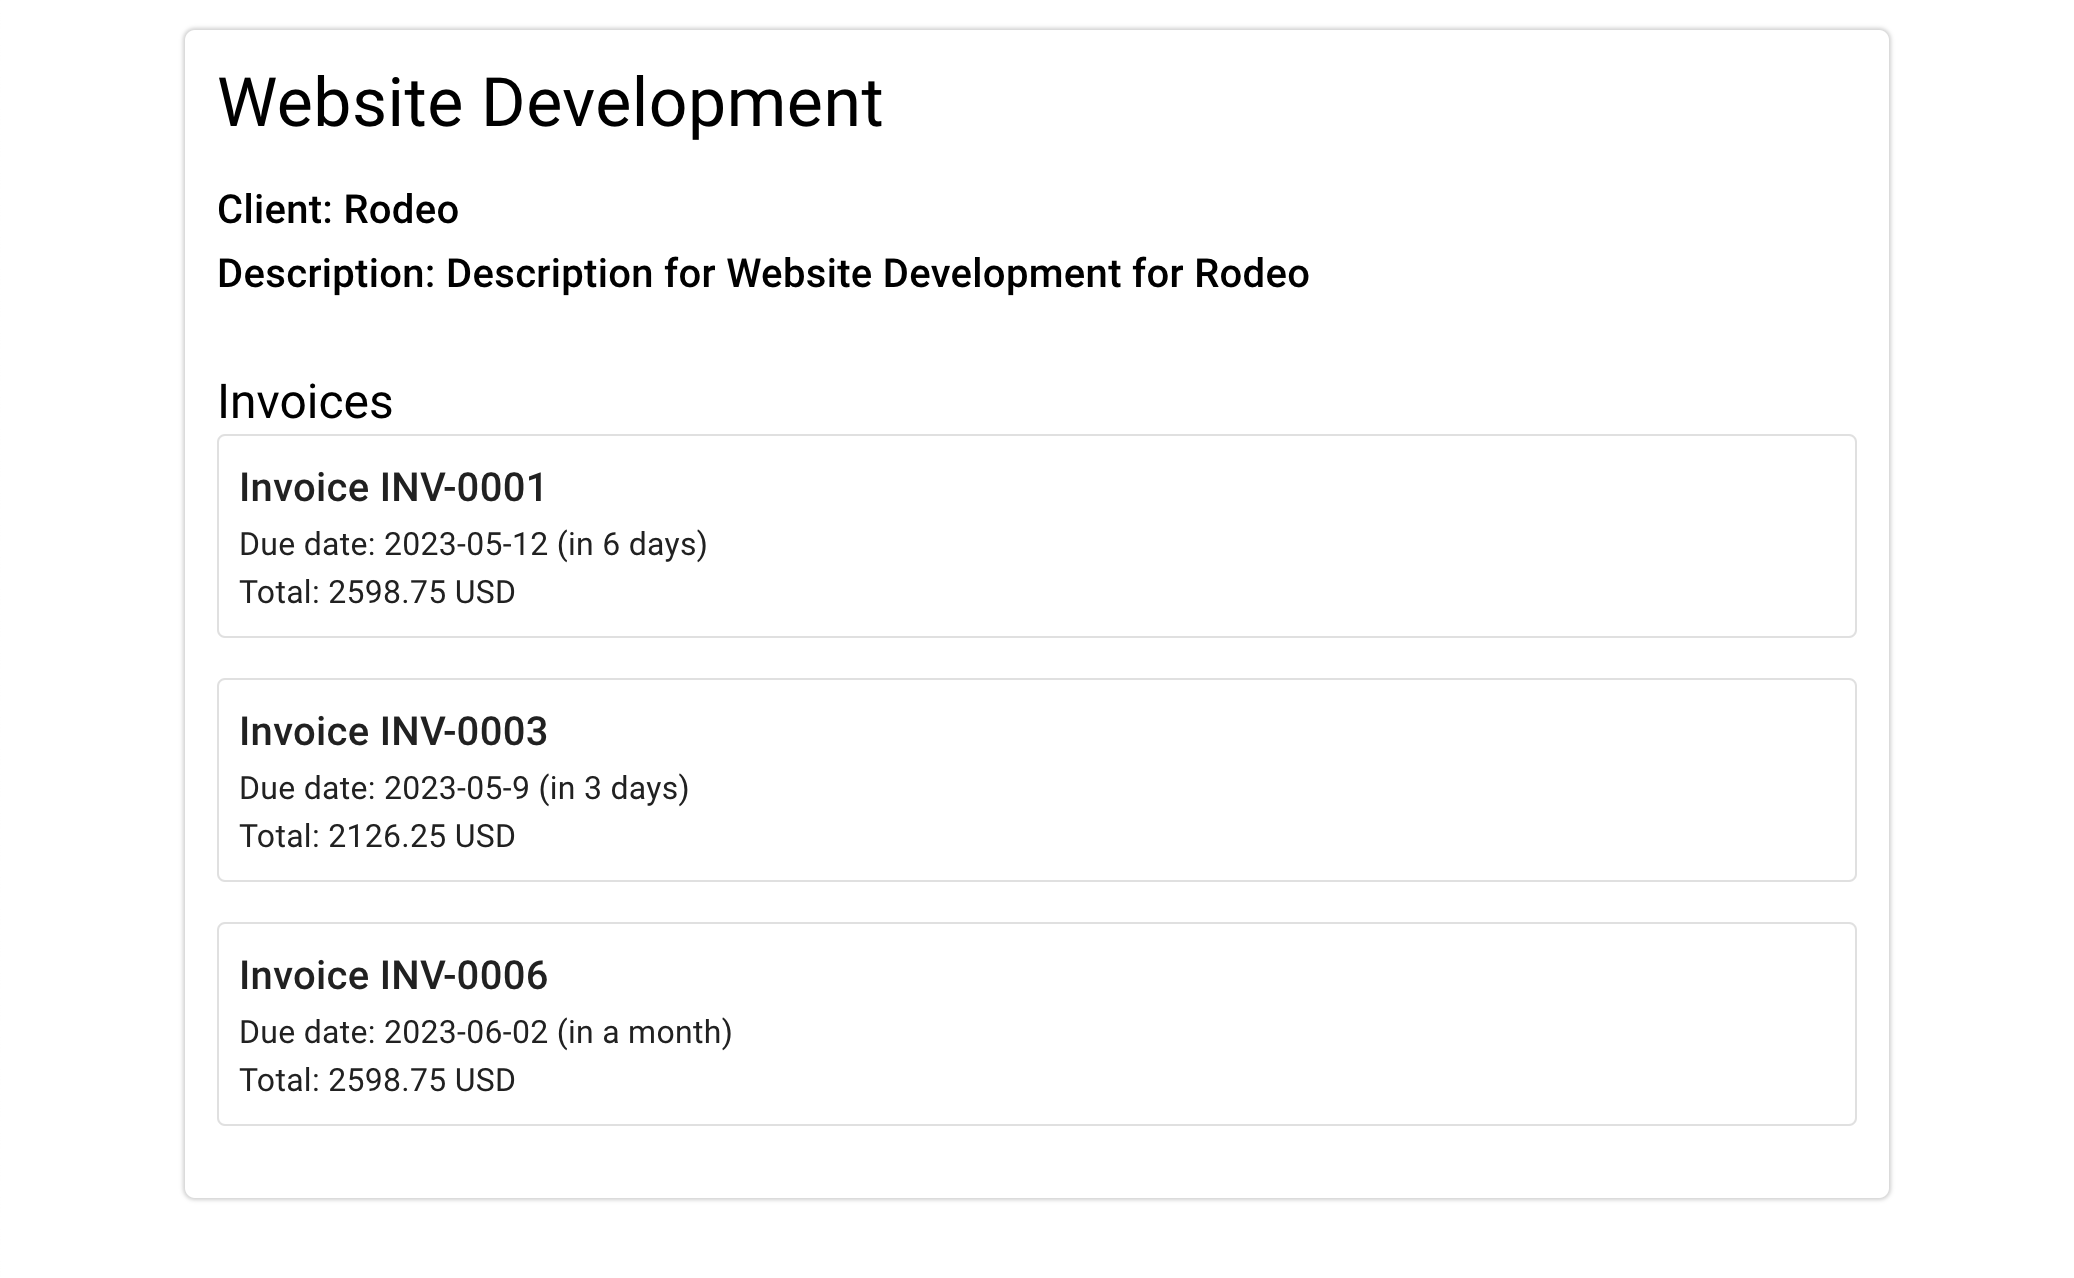 Website Development
Client: Rodeo
Description: Description for Website Development for Rodeo
Invoices
Invoice INV-0001
Due date: 2023-05-12 (in 6 days)
Total: 2598.75 USD
Invoice INV-0003
Due date: 2023-05-9 (in 3 days)
Total: 2126.25 USD
Invoice INV-0006
Due date: 2023-06-02 (in a month)
Total: 2598.75 USD